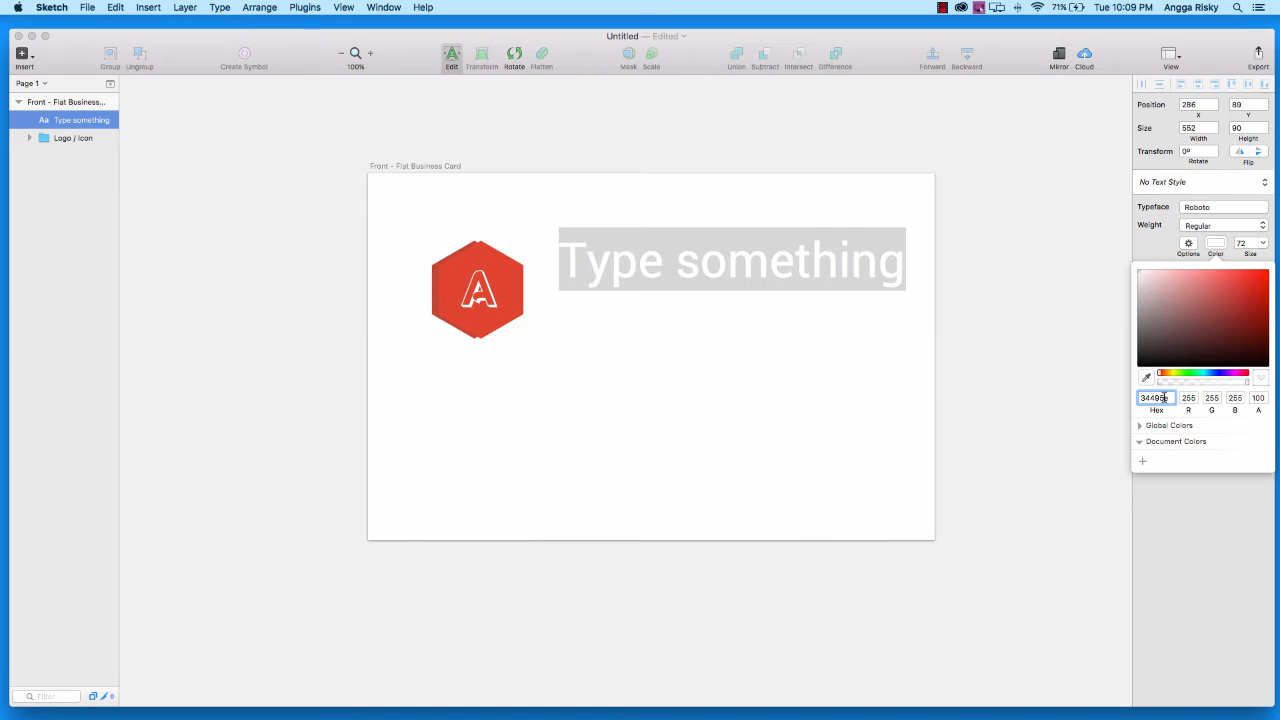 Sketch File Edit Insert Layer Type Arrange Plugins View Window Help 71% Tue 10:09 PM Angga Risky
Untitled — Edited
Insert Group Ungroup Create Symbol 100% Edit Transform Rotate Flatten Mask Scale Union Subtract Intersect Difference Forward Backward Mirror Cloud View Export
Page 1
Front - Flat Business...
Aa Type something
Logo / Icon
Filter 0
Front - Flat Business Card
A
Type something
Position 286 89
X Y
Size 552 90
Width Height
Transform 0º
Rotate Flip
No Text Style
Typeface Roboto
Weight Regular
72
Options Color Size
34495e 255 255 255 100
Hex R G B A
Global Colors
Document Colors
+